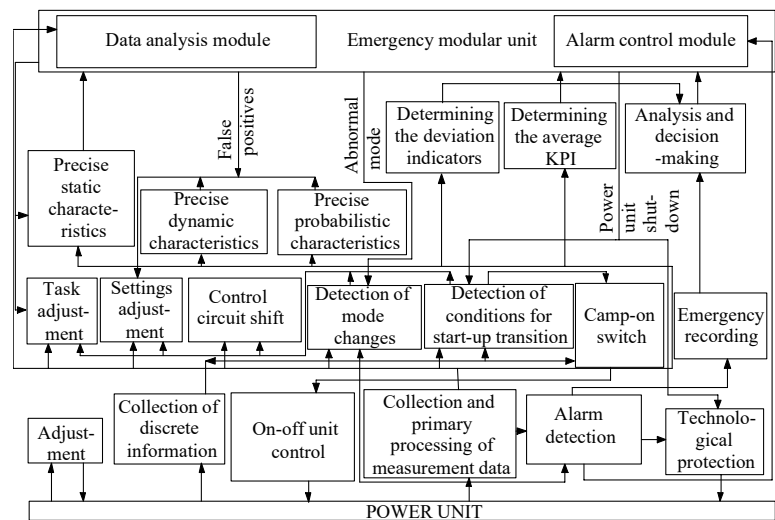 Data analysis module
Emergency modular unit
Alarm control module
False
positives
Abnormal
mode
Determining
the deviation
indicators
Determining
the average
KPI
Analysis and
decision
-making
Precise
static
characte-
ristics
Precise
dynamic
characteristics
Precise
probabilistic
characteristics
Power
unit
shut-
down
Task
adjust-
ment
Settings
adjust-
ment
Control
circuit shift
Detection of
mode
changes
Detection of
conditions for
start-up transition
Camp-on
switch
Emergency
recording
Adjust-
ment
Collection of
discrete
information
On-off unit
control
Collection and
primary
processing of
measurement data
Alarm
detection
Technolo-
gical
protection
POWER UNIT